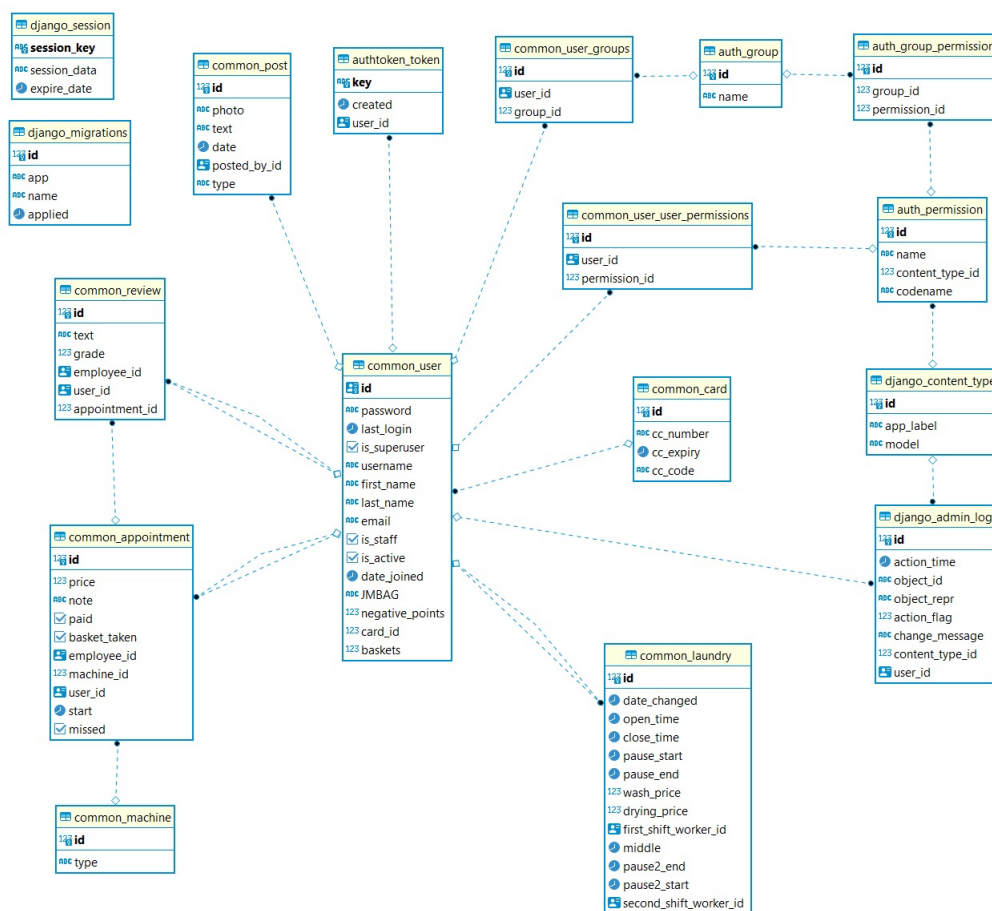 django_session
session_key
session_data
expire_date
django_migrations
id
app
name
applied
common_post
id
photo
text
date
posted_by_id
type
authtoken_token
key
created
user_id
common_user_groups
id
user_id
group_id
auth_group
id
name
auth_group_permission
id
group_id
permission_id
common_user_user_permissions
id
user_id
permission_id
auth_permission
id
name
content_type_id
codename
common_review
id
text
grade
employee_id
user_id
appointment_id
common_user
id
password
last_login
is_superuser
username
first_name
last_name
email
is_staff
is_active
date_joined
JMBAG
negative_points
card_id
baskets
common_card
id
cc_number
cc_expiry
cc_code
django_content_type
id
app_label
model
common_appointment
id
price
note
paid
basket_taken
employee_id
machine_id
user_id
start
missed
django_admin_log
id
action_time
object_id
object_repr
action_flag
change_message
content_type_id
user_id
common_laundry
id
date_changed
open_time
close_time
pause_start
pause_end
wash_price
drying_price
first_shift_worker_id
middle
pause2_end
pause2_start
second_shift_worker_id
common_machine
id
type